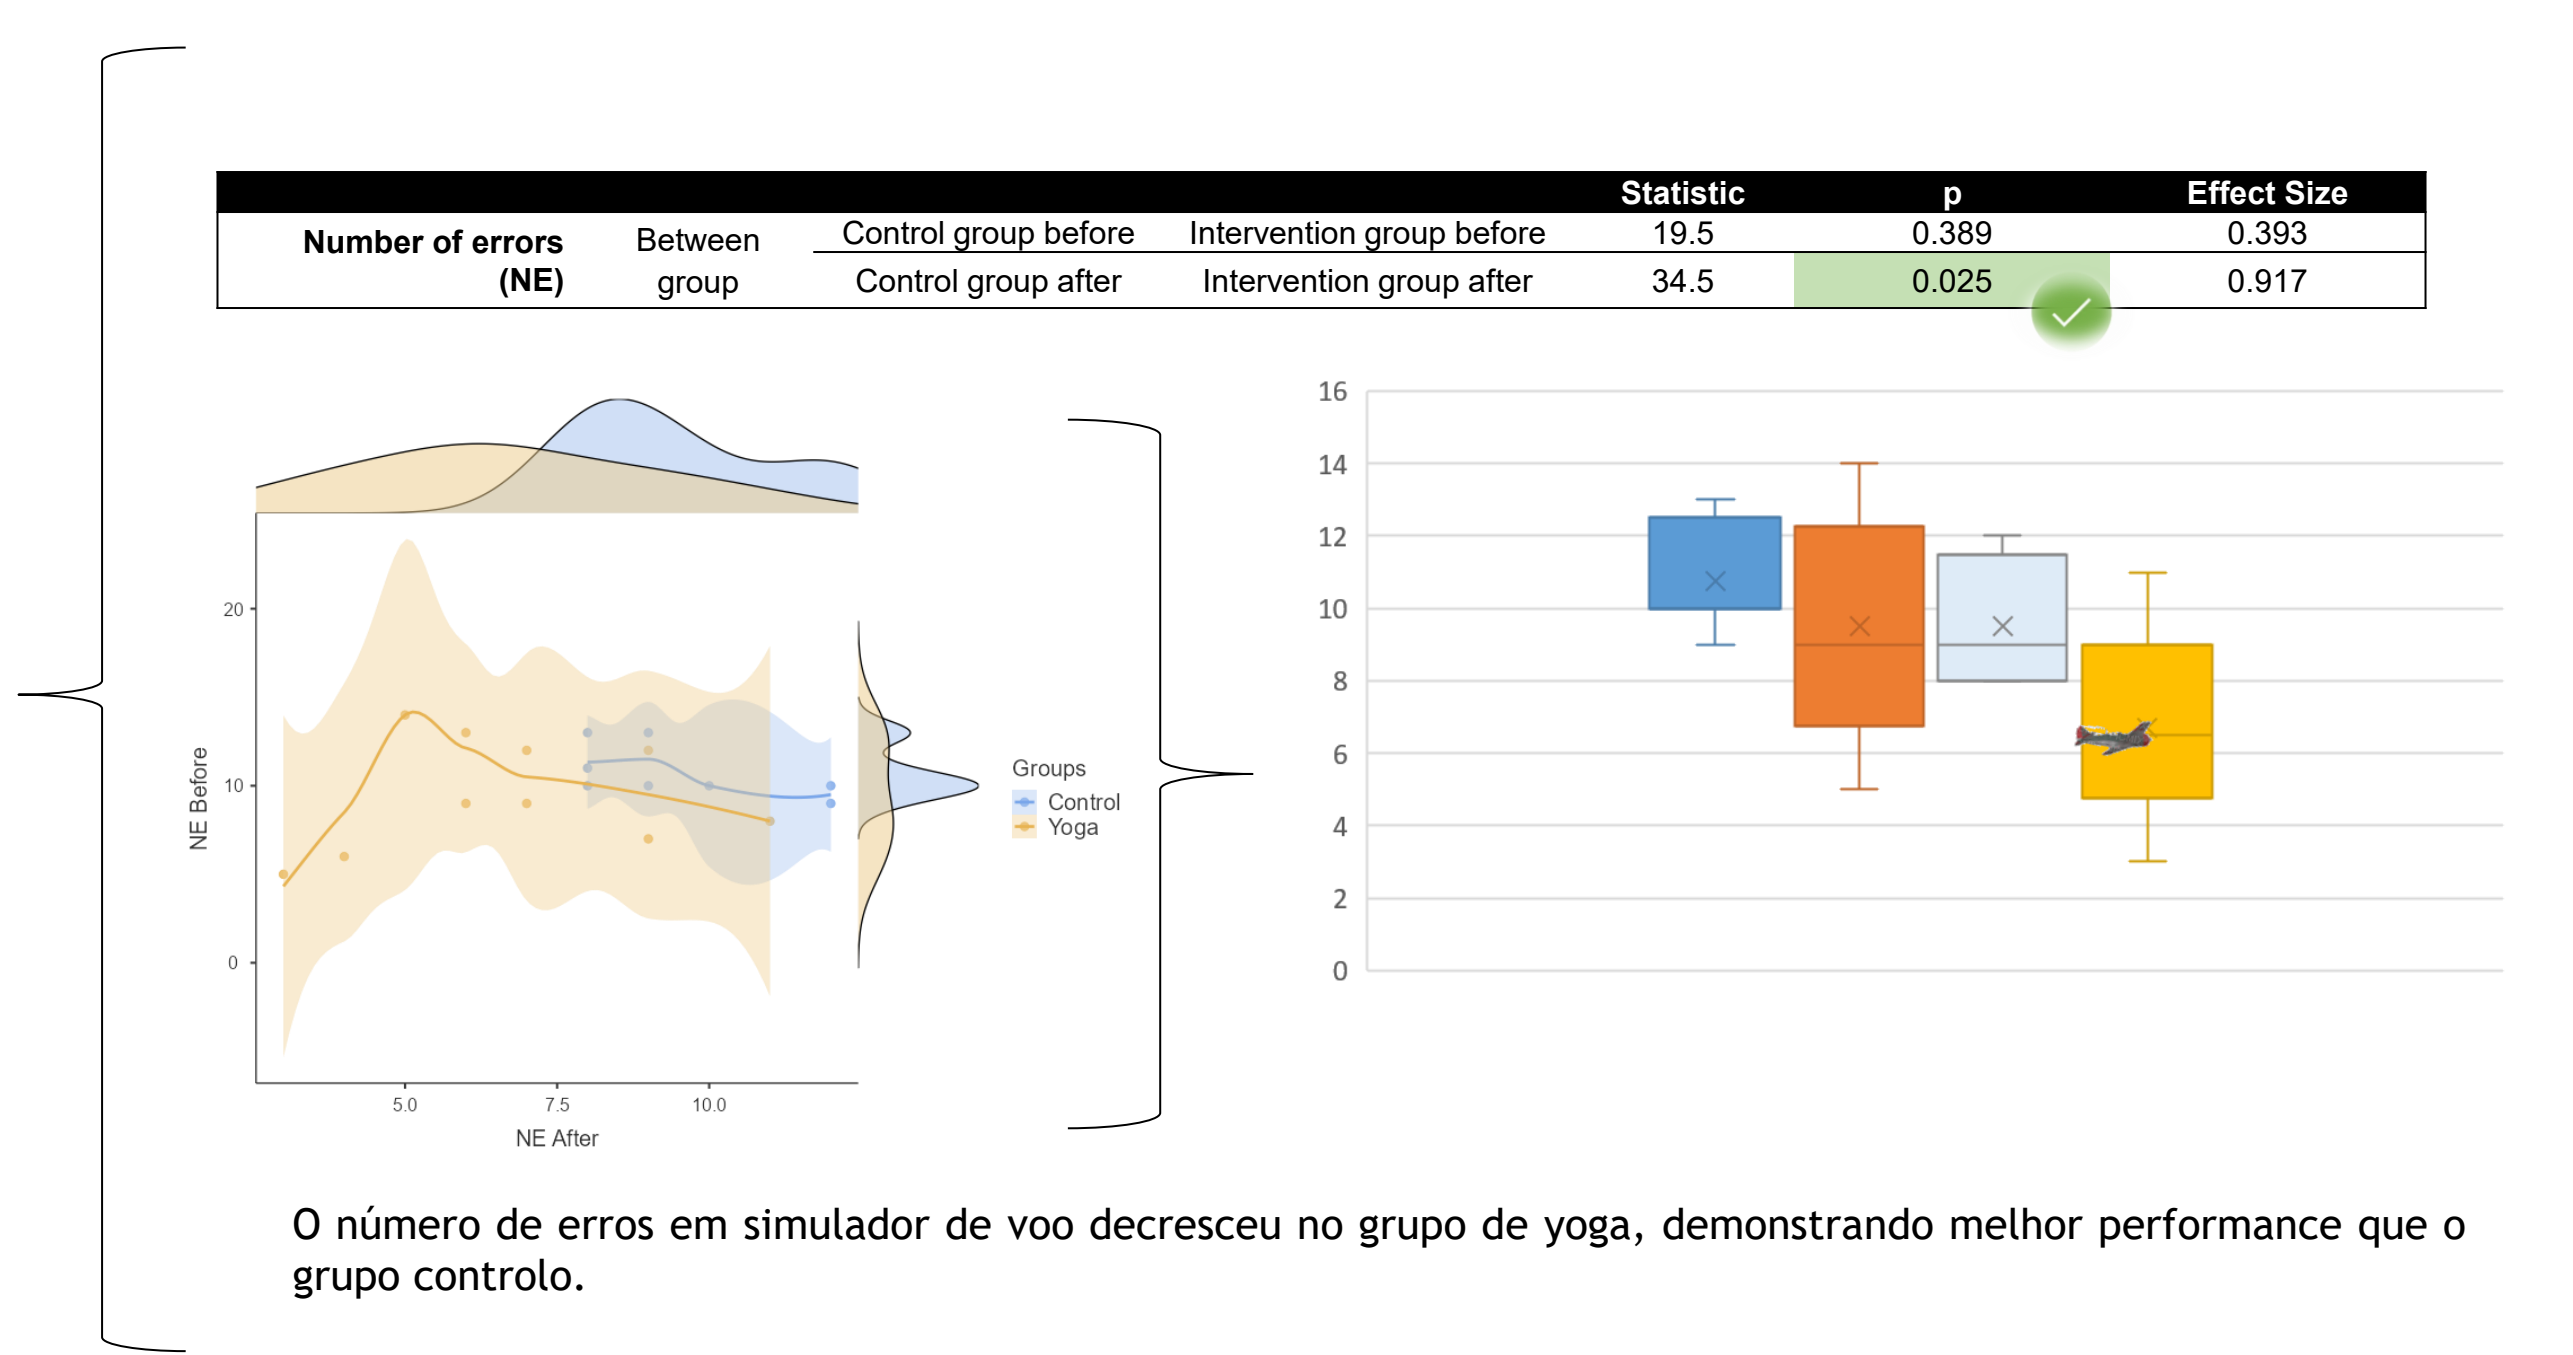 Statistic p Effect Size
Number of errors (NE) Between group Control group before Intervention group before 19.5 0.389 0.393
Control group after Intervention group after 34.5 0.025 0.917
20
10
0
NE Before
5.0 7.5 10.0
NE After
Groups
Control
Yoga
16
14
12
10
8
6
4
2
0
O número de erros em simulador de voo decresceu no grupo de yoga, demonstrando melhor performance que o
grupo controlo.